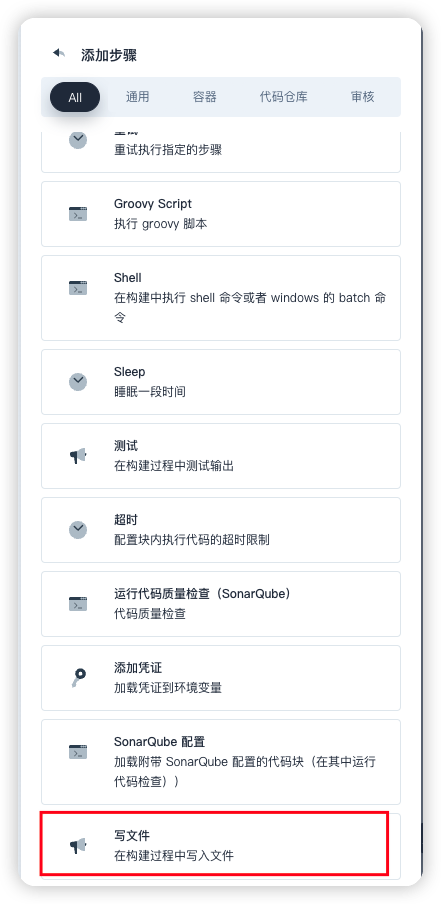 添加步骤
All 通用 容器 代码仓库 审核
重试执行指定的步骤
Groovy Script
执行 groovy 脚本
Shell
在构建中执行 shell 命令或者 windows 的 batch 命
令
Sleep
睡眠一段时间
测试
在构建过程中测试输出
超时
配置块内执行代码的超时限制
运行代码质量检查（SonarQube）
代码质量检查
添加凭证
加载凭证到环境变量
SonarQube 配置
加载附带 SonarQube 配置的代码块（在其中运行
代码检查））
写文件
在构建过程中写入文件